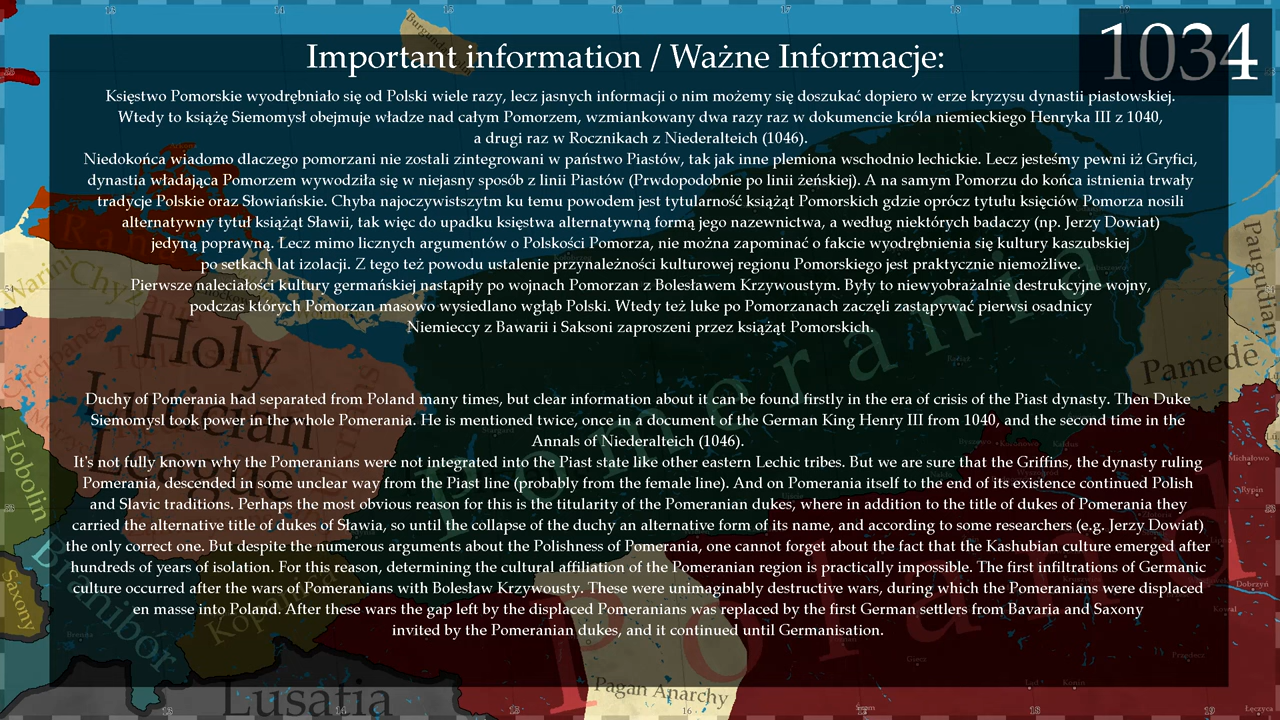 Important information / Ważne Informacje:
1034
Księstwo Pomorskie wyodrębniało się od Polski wiele razy, lecz jasnych informacji o nim możemy się doszukać dopiero w erze kryzysu dynastii piastowskiej.
Wtedy to książę Siemomysł obejmuje władze nad całym Pomorzem, wzmiankowany dwa razy raz w dokumencie króla niemieckiego Henryka III z 1040,
a drugi raz w Rocznikach z Niederalteich (1046).
Niedokońca wiadomo dlaczego pomorzani nie zostali zintegrowani w państwo Piastów, tak jak inne plemiona wschodnio lechickie. Lecz jesteśmy pewni iż Gryfici,
dynastia władająca Pomorzem wywodziła się w niejasny sposób z linii Piastów (Prwdopodobnie po linii żeńskiej). A na samym Pomorzu do końca istnienia trwały
tradycje Polskie oraz Słowiańskie. Chyba najoczywistszytm ku temu powodem jest tytularność książąt Pomorskich gdzie oprócz tytułu księciów Pomorza nosili
alternatywny tytuł książąt Sławii, tak więc do upadku księstwa alternatywną formą jego nazewnictwa, a według niektórych badaczy (np. Jerzy Dowiat)
jedyną poprawną. Lecz mimo licznych argumentów o Polskości Pomorza, nie można zapominać o fakcie wyodrębnienia się kultury kaszubskiej
po setkach lat izolacji. Z tego też powodu ustalenie przynależności kulturowej regionu Pomorskiego jest praktycznie niemożliwe.
Pierwsze naleciałości kultury germańskiej nastąpiły po wojnach Pomorzan z Bolesławem Krzywoustym. Były to niewyobrażalnie destrukcyjne wojny,
podczas których Pomorzan masowo wysiedlano wgłąb Polski. Wtedy też luke po Pomorzanach zaczęli zastąpywać pierwsi osadnicy
Niemieccy z Bawarii i Saksoni zaproszeni przez książąt Pomorskich.
Duchy of Pomerania had separated from Poland many times, but clear information about it can be found firstly in the era of crisis of the Piast dynasty. Then Duke
Siemomysł took power in the whole Pomerania. He is mentioned twice, once in a document of the German King Henry III from 1040, and the second time in the
Annals of Niederalteich (1046).
It's not fully known why the Pomeranians were not integrated into the Piast state like other eastern Lechic tribes. But we are sure that the Griffins, the dynasty ruling
Pomerania, descended in some unclear way from the Piast line (probably from the female line). And on Pomerania itself to the end of its existence continued Polish
and Slavic traditions. Perhaps the most obvious reason for this is the titularity of the Pomeranian dukes, where in addition to the title of dukes of Pomerania they
carried the alternative title of dukes of Sławia, so until the collapse of the duchy an alternative form of its name, and according to some researchers (e.g. Jerzy Dowiat)
the only correct one. But despite the numerous arguments about the Polishness of Pomerania, one cannot forget about the fact that the Kashubian culture emerged after
hundreds of years of isolation. For this reason, determining the cultural affiliation of the Pomeranian region is practically impossible. The first infiltrations of Germanic
culture occurred after the wars of Pomeranians with Bolesław Krzywousty. These were unimaginably destructive wars, during which the Pomeranians were displaced
en masse into Poland. After these wars the gap left by the displaced Pomeranians was replaced by the first German settlers from Bavaria and Saxony
invited by the Pomeranian dukes, and it continued until Germanisation.
Warini
Chyz
Circipanes
Holy
Lutician
League
Hobolin
Saxony
Branibor
Lusatia
Pomerania
Poland
Pagan Anarchy
Paugudian
Pamede
Michałowo
Rypin
Dobrzyń
Kowal
Łęczyca